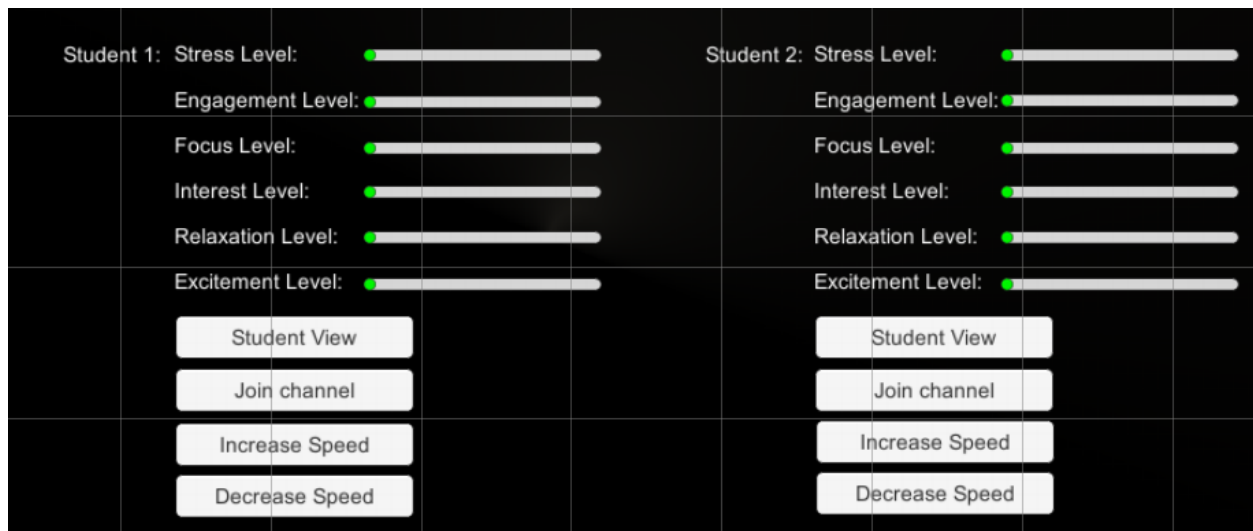 Student 1: Stress Level:
Engagement Level:
Focus Level:
Interest Level:
Relaxation Level:
Excitement Level:
Student View
Join channel
Increase Speed
Decrease Speed
Student 2: Stress Level:
Engagement Level:
Focus Level:
Interest Level:
Relaxation Level:
Excitement Level:
Student View
Join channel
Increase Speed
Decrease Speed